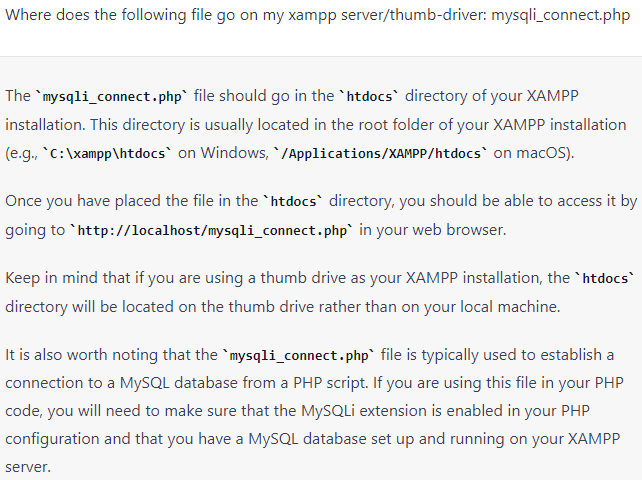 Where does the following file go on my xampp server/thumb-driver: mysqli_connect.php
The `mysqli_connect.php` file should go in the `htdocs` directory of your XAMPP
installation. This directory is usually located in the root folder of your XAMPP installation
(e.g., `C:\xampp\htdocs` on Windows, `/Applications/XAMPP/htdocs` on macOS).
Once you have placed the file in the `htdocs` directory, you should be able to access it by
going to `http://localhost/mysqli_connect.php` in your web browser.
Keep in mind that if you are using a thumb drive as your XAMPP installation, the `htdocs`
directory will be located on the thumb drive rather than on your local machine.
It is also worth noting that the `mysqli_connect.php` file is typically used to establish a
connection to a MySQL database from a PHP script. If you are using this file in your PHP
code, you will need to make sure that the MySQLi extension is enabled in your PHP
configuration and that you have a MySQL database set up and running on your XAMPP
server.